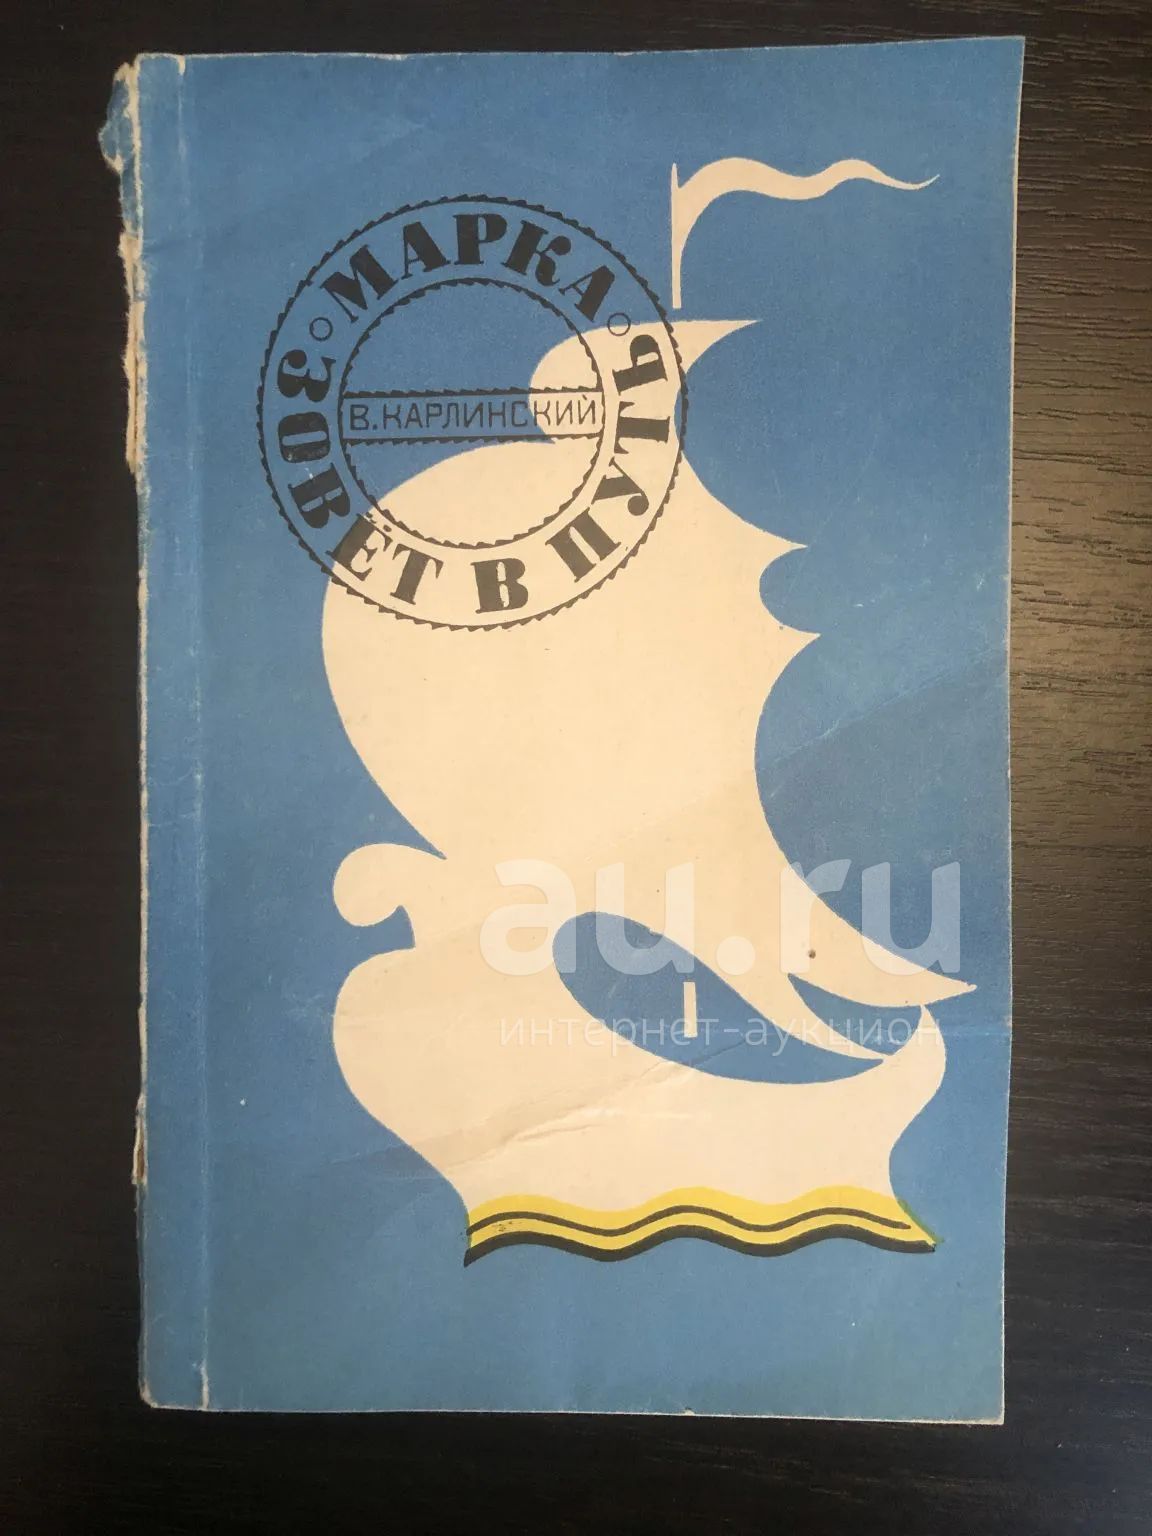 МАРКА
ЗОВЁТ В ПУТЬ
В.КАРЛИНСКИЙ
au.ru
интернет-аукцион